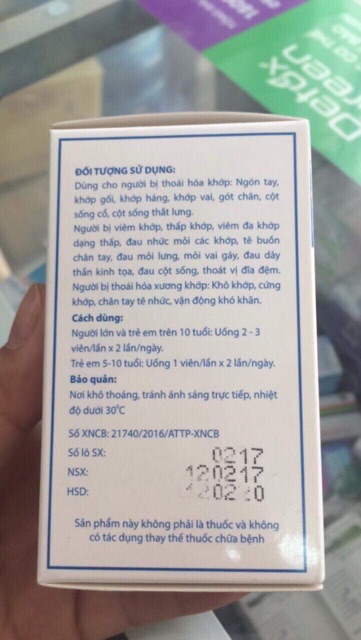 Detox
Green
ĐỐI TƯỢNG SỬ DỤNG:
Dùng cho người bị thoái hóa khớp: Ngón tay,
khớp gối, khớp háng, khớp vai, gót chân, cột
sống cổ, cột sống thắt lưng.
Người bị viêm khớp, thấp khớp, viêm đa khớp
dạng thấp, đau nhức mỏi các khớp, tê buồn
chân tay, đau mỏi lưng, mỏi vai gáy, đau dây
thần kinh tọa, đau cột sống, thoát vị đĩa đệm.
Người bị thoái hóa xương khớp: Khô khớp, cứng
khớp, chân tay tê nhức, vận động khó khăn.
Cách dùng:
Người lớn và trẻ em trên 10 tuổi: Uống 2 - 3
viên/lần x 2 lần/ngày.
Trẻ em 5-10 tuổi: Uống 1 viên/lần x 2 lần/ngày.
Bảo quản:
Nơi khô thoáng, tránh ánh sáng trực tiếp, nhiệt
độ dưới 30°C
Số XNCB: 21740/2016/ATTP-XNCB
Số lô SX: 0217
NSX: 120217
HSD: 120220
Sản phẩm này không phải là thuốc và không
có tác dụng thay thế thuốc chữa bệnh